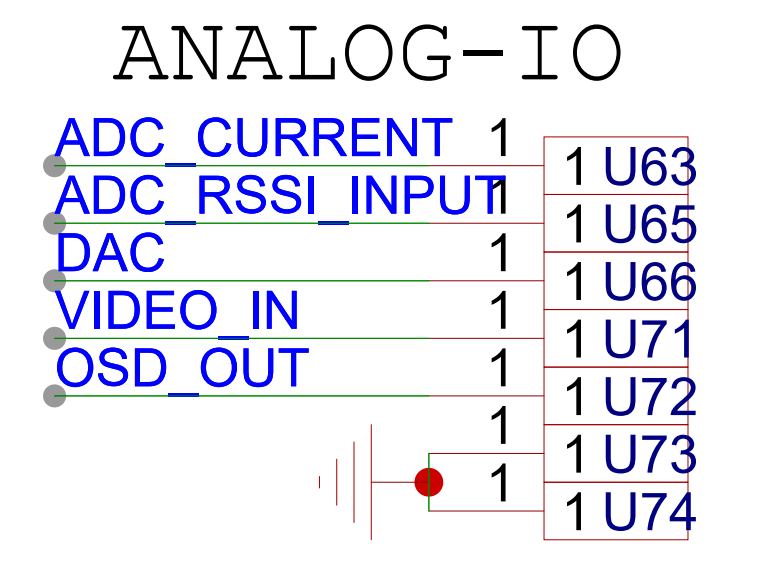 ANALOG-IO
ADC_CURRENT 1 1 U63
ADC_RSSI_INPUT 1 1 U65
DAC 1 1 U66
VIDEO_IN 1 1 U71
OSD_OUT 1 1 U72
1 1 U73
1 1 U74